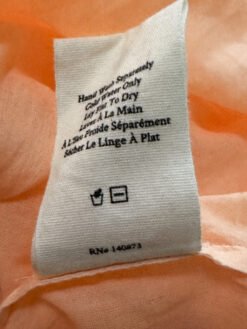 Hand Wash Separately
Cold Water Only
Lay Flat To Dry
Laver À La Main
À L'Eau Froide Séparément
Sécher Le Linge À Plat
RN# 140873